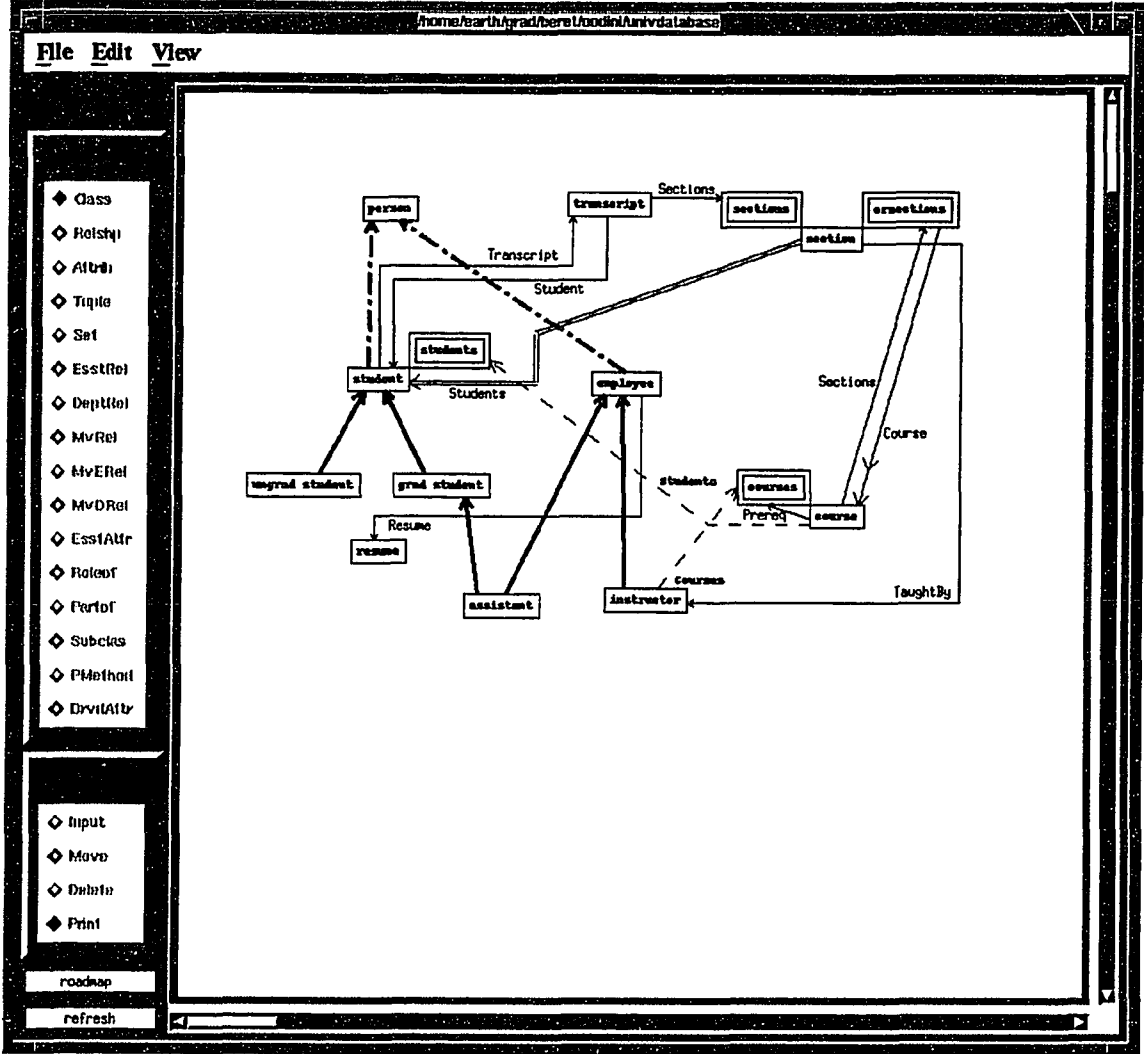 /home/earth/grad/beret/oodini/univdatabase
File Edit View
Class
Relshp
Attrib
Tuple
Set
EsstRel
DeptRel
MvRel
MvERel
MvDRel
EsstAttr
Roleof
Partof
Subclas
PMethod
DrvdAttr
Input
Move
Delete
Print
roadmap
refresh
person
transcript
Sections
sections
crsections
section
Transcript
Student
students
student
Students
employee
Sections
Course
ungrad student
grad student
Students
courses
Prereq
course
Resume
resume
Courses
assistant
instructor
TaughtBy